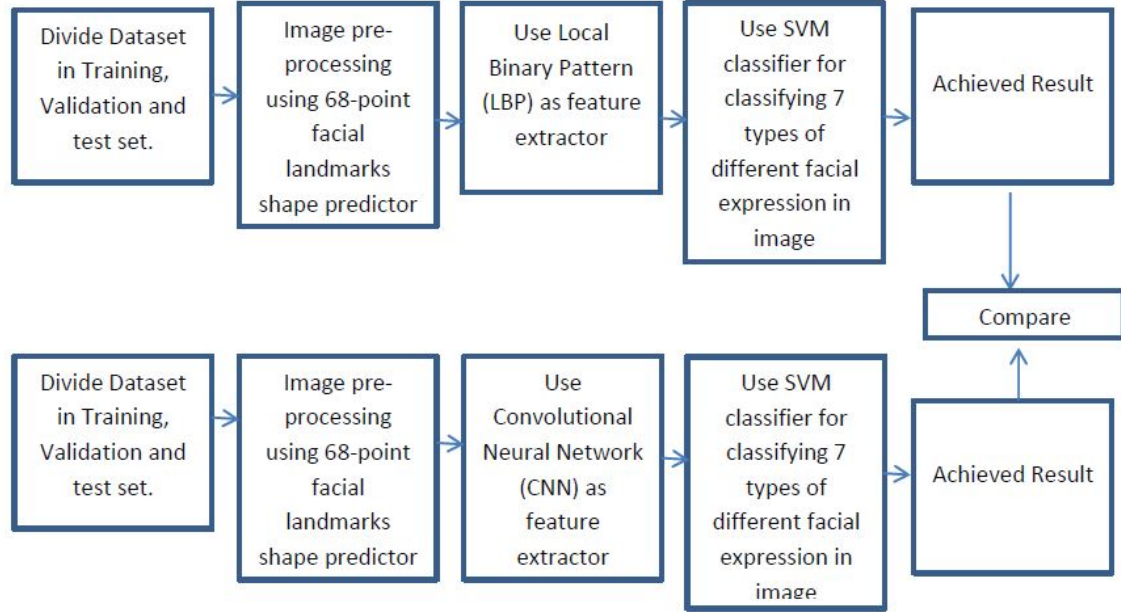 Divide Dataset
in Training,
Validation and
test set.
Image pre-
processing
using 68-point
facial
landmarks
shape predictor
Use Local
Binary Pattern
(LBP) as feature
extractor
Use SVM
classifier for
classifying 7
types of
different facial
expression in
image
Achieved Result
Compare
Divide Dataset
in Training,
Validation and
test set.
Image pre-
processing
using 68-point
facial
landmarks
shape predictor
Use
Convolutional
Neural Network
(CNN) as
feature
extractor
Use SVM
classifier for
classifying 7
types of
different facial
expression in
image
Achieved Result